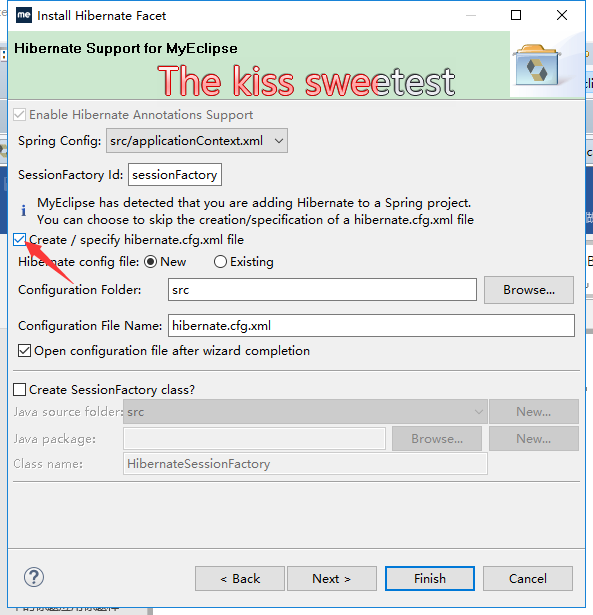 me Install Hibernate Facet
Hibernate Support for MyEclipse
The kiss sweetest
Enable Hibernate Annotations Support
Spring Config: src/applicationContext.xml
SessionFactory Id: sessionFactory
MyEclipse has detected that you are adding Hibernate to a Spring project.
You can choose to skip the creation/specification of a hibernate.cfg.xml file
Create / specify hibernate.cfg.xml file
Hibernate config file: New Existing
Configuration Folder: src Browse...
Configuration File Name: hibernate.cfg.xml
Open configuration file after wizard completion
Create SessionFactory class?
Java source folder: src New...
Java package: Browse... New...
Class name: HibernateSessionFactory
? < Back Next > Finish Cancel